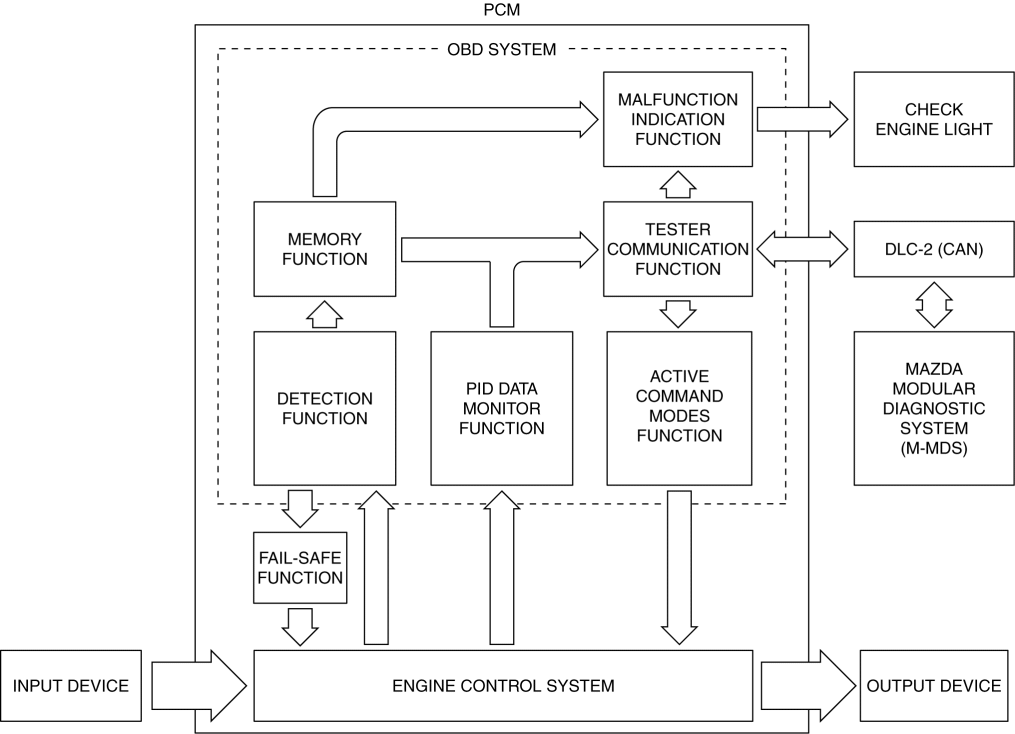 PCM
OBD SYSTEM
MALFUNCTION
INDICATION
FUNCTION
CHECK
ENGINE LIGHT
MEMORY
FUNCTION
TESTER
COMMUNICATION
FUNCTION
DLC-2 (CAN)
DETECTION
FUNCTION
PID DATA
MONITOR
FUNCTION
ACTIVE
COMMAND
MODES
FUNCTION
MAZDA
MODULAR
DIAGNOSTIC
SYSTEM
(M-MDS)
FAIL-SAFE
FUNCTION
INPUT DEVICE
ENGINE CONTROL SYSTEM
OUTPUT DEVICE